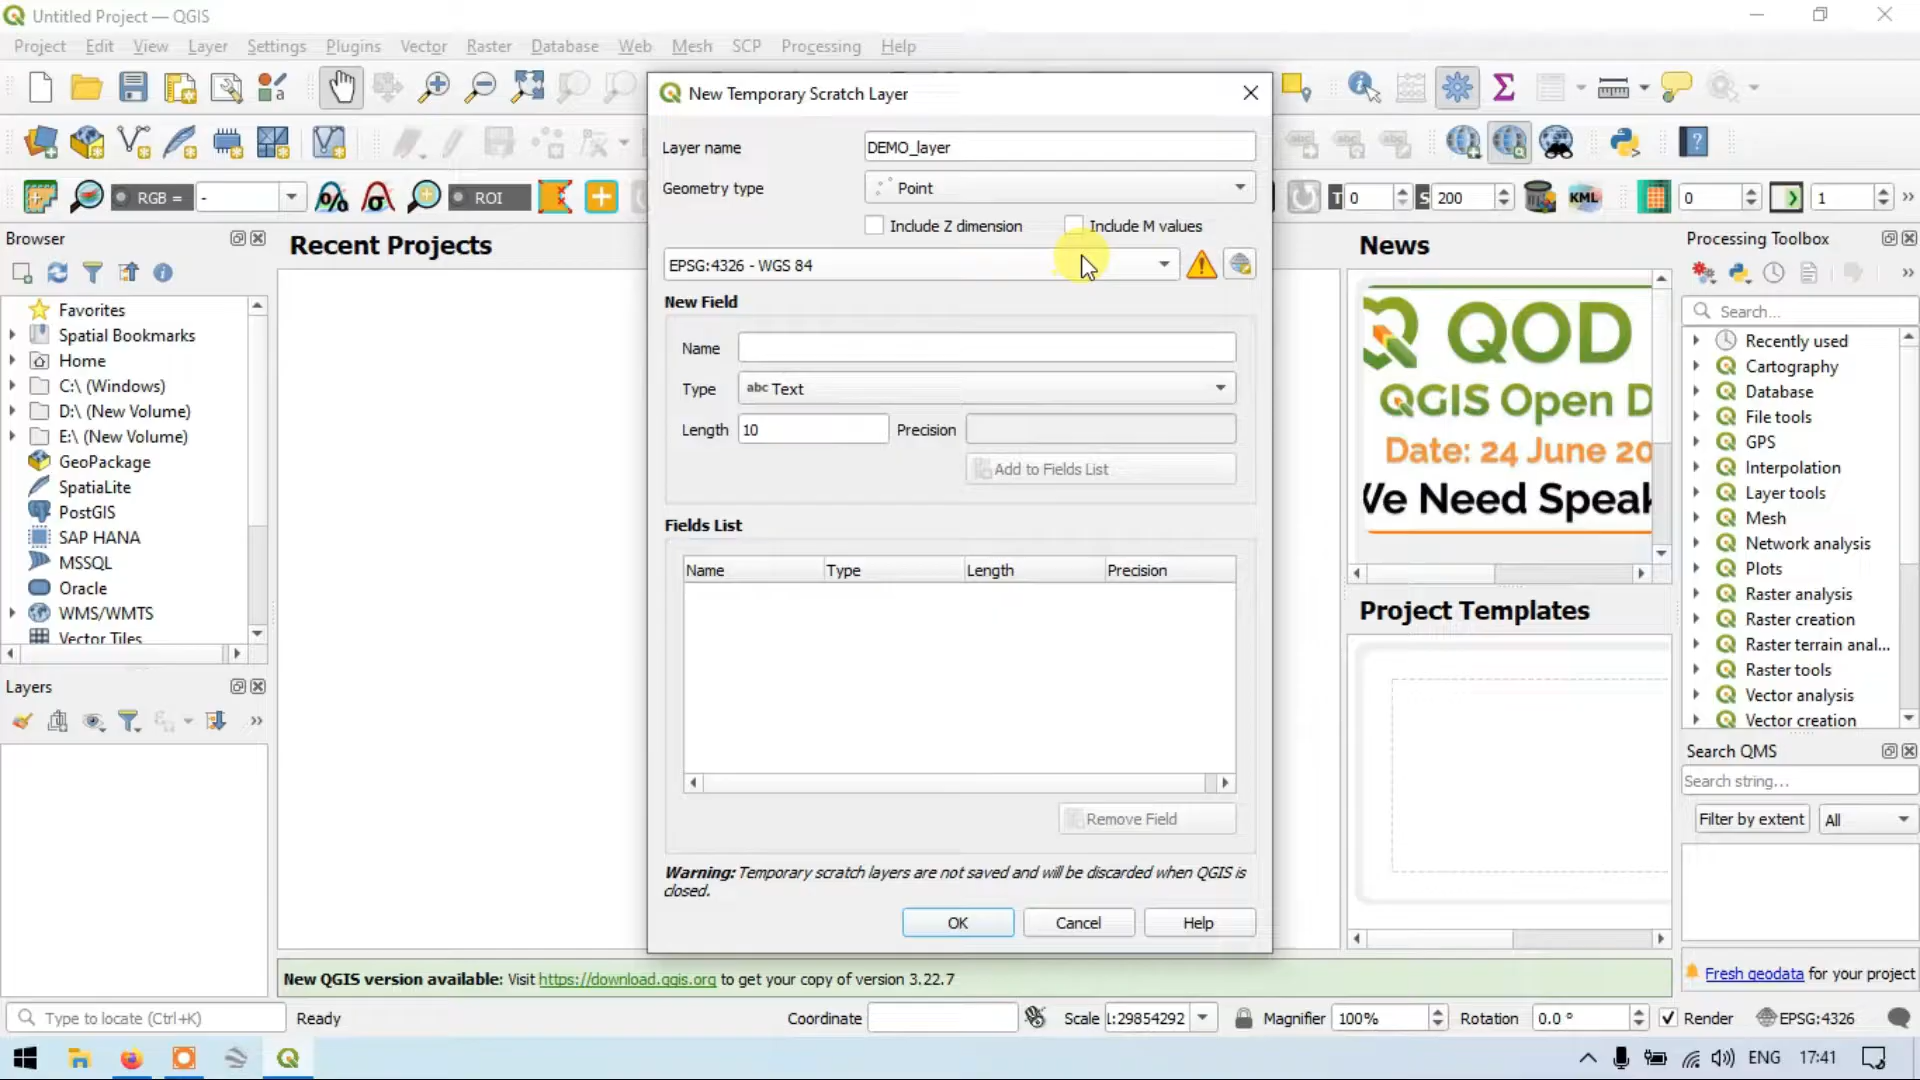 Untitled Project — QGIS
Project Edit View Layer Settings Plugins Vector Raster Database Web Mesh SCP Processing Help
New Temporary Scratch Layer
Layer name DEMO_layer
Geometry type Point
Include Z dimension Include M values
EPSG:4326 - WGS 84
New Field
Name
Type abc Text
Length 10 Precision
Add to Fields List
Fields List
Name Type Length Precision
Remove Field
Warning: Temporary scratch layers are not saved and will be discarded when QGIS is
closed.
OK Cancel Help
RGB = - ROI
T 0 S 200 KML 0 1
Browser
Favorites
Spatial Bookmarks
Home
C:\ (Windows)
D:\ (New Volume)
E:\ (New Volume)
GeoPackage
SpatiaLite
PostGIS
SAP HANA
MSSQL
Oracle
WMS/WMTS
Vector Tiles
Layers
Recent Projects
News
QOD
QGIS Open D
Date: 24 June 20
We Need Speak
Project Templates
Processing Toolbox
Search...
Recently used
Cartography
Database
File tools
GPS
Interpolation
Layer tools
Mesh
Network analysis
Plots
Raster analysis
Raster creation
Raster terrain anal...
Raster tools
Vector analysis
Vector creation
Search QMS
Search string...
Filter by extent All
Fresh geodata for your project
New QGIS version available: Visit https://download.qgis.org to get your copy of version 3.22.7
Type to locate (Ctrl+K) Ready Coordinate Scale 1:29854292 Magnifier 100% Rotation 0.0 ° Render EPSG:4326
ENG 17:41